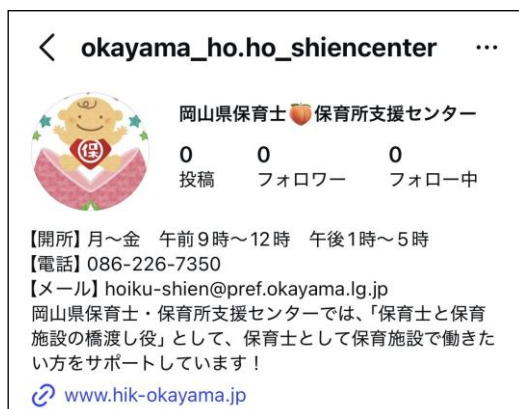 okayama_ho.ho_shiencenter
岡山県保育士🍑保育所支援センター
保
0 0 0
投稿 フォロワー フォロー中
【開所】月～金 午前9時～12時 午後1時～5時
【電話】086-226-7350
【メール】hoiku-shien@pref.okayama.lg.jp
岡山県保育士・保育所支援センターでは、「保育士と保育
施設の橋渡し役」として、保育士として保育施設で働きた
い方をサポートしています！
www.hik-okayama.jp